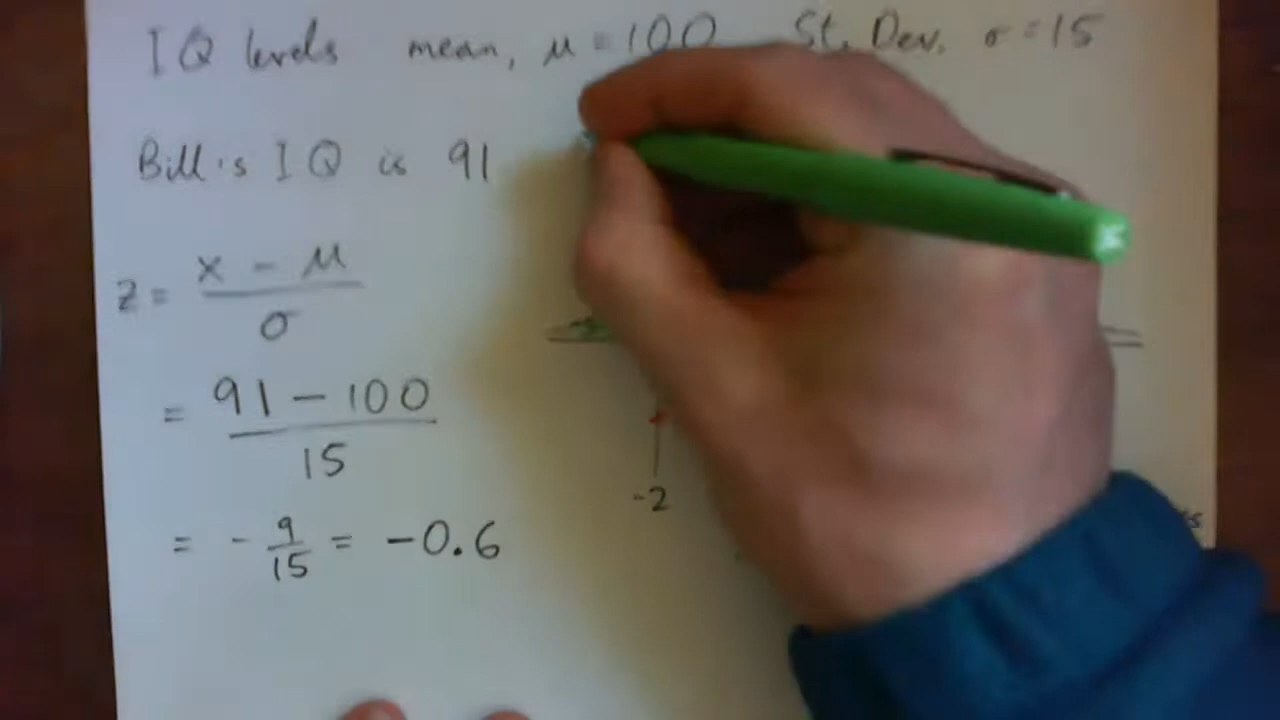 IQ levels mean, μ = 100 St. Dev. σ = 15
Bill's IQ is 91
z = x - μ
σ
= 91 - 100
15
= - 9/15 = -0.6
-2